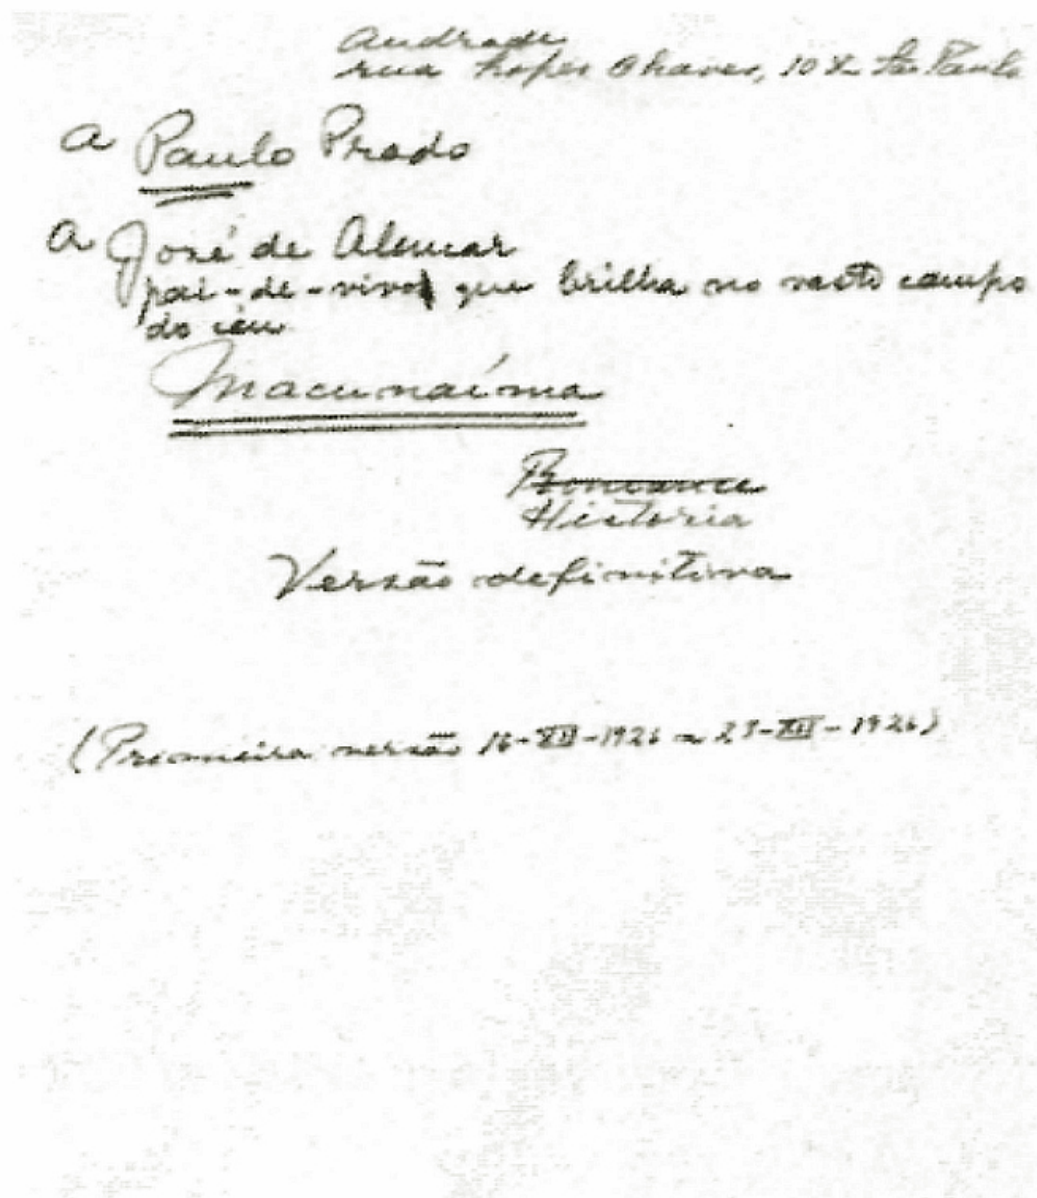 Andrade
rua Lopes Chaves, 108 São Paulo
A Paulo Prado
A José de Alencar
pai-de-vivo que brilha no vasto campo
do céu
Macunaíma
Romance
Historia
Versão definitiva
(Primeira versão 16-XII-1926 a 23-XII-1926)